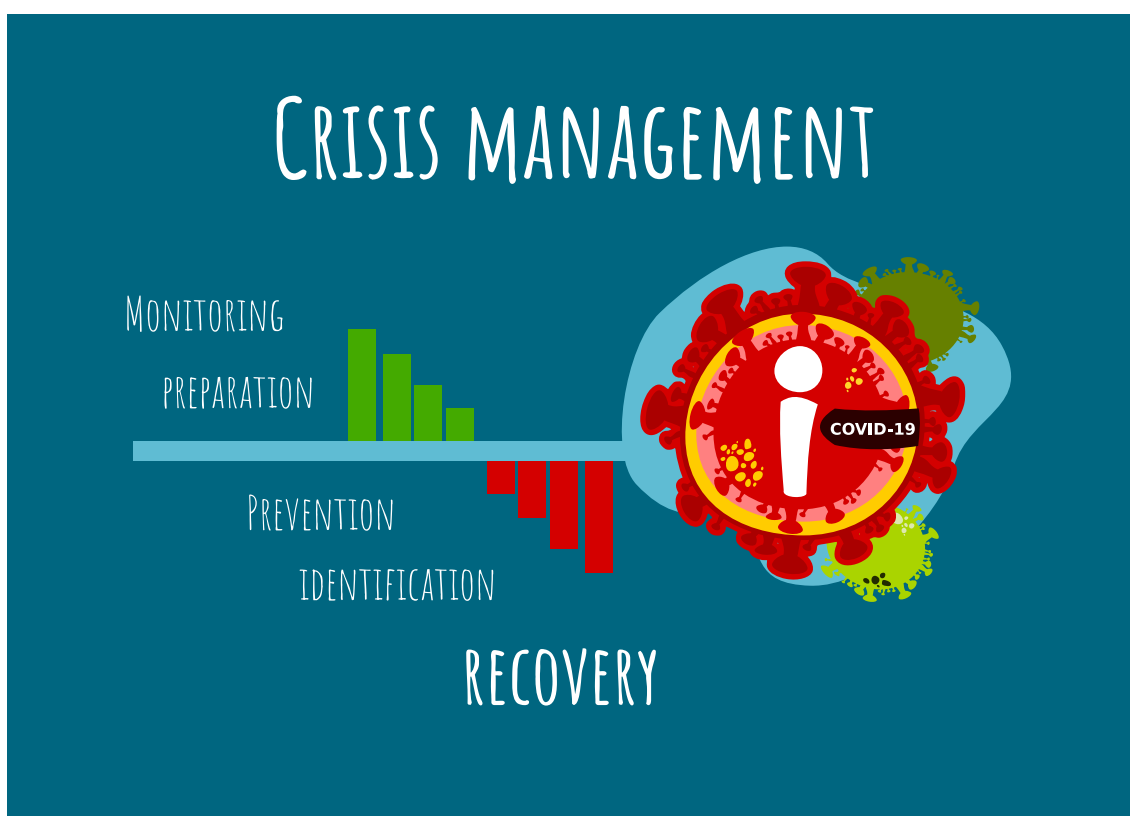 Crisis management
Monitoring
preparation
COVID-19
Prevention
identification
recovery